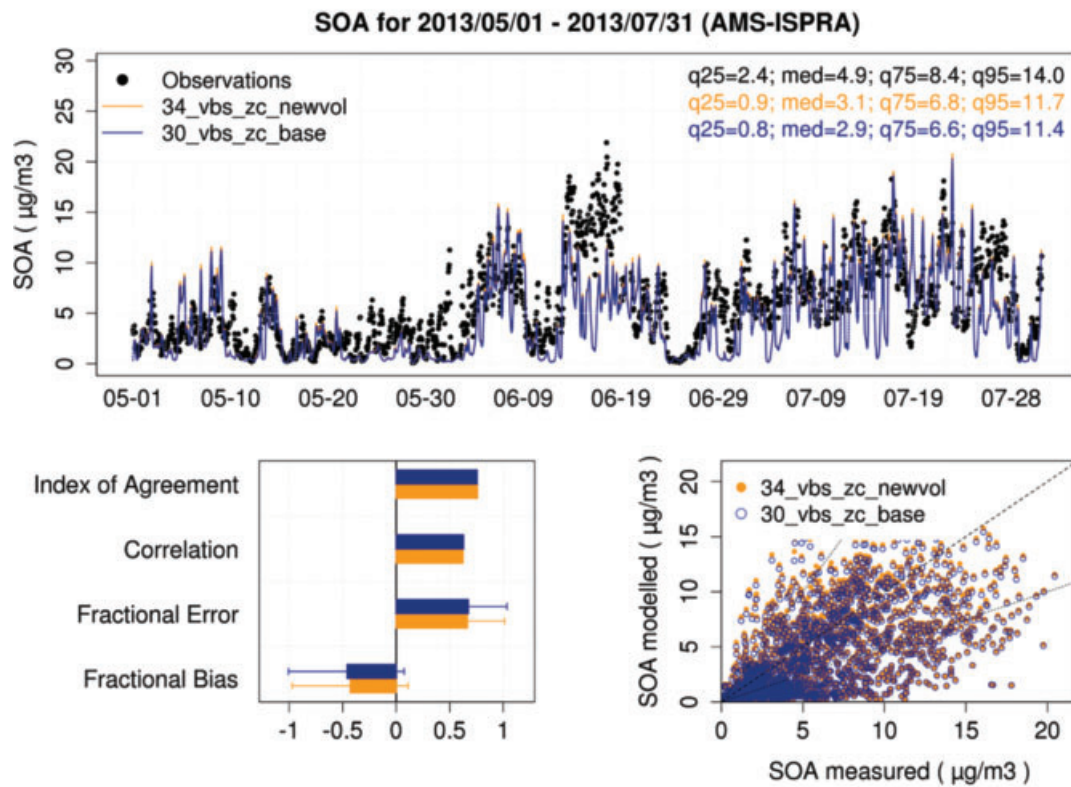 SOA for 2013/05/01 - 2013/07/31 (AMS-ISPRA)
SOA ( µg/m3 )
30
25
20
15
10
5
0
Observations
34_vbs_zc_newvol
30_vbs_zc_base
q25=2.4; med=4.9; q75=8.4; q95=14.0
q25=0.9; med=3.1; q75=6.8; q95=11.7
q25=0.8; med=2.9; q75=6.6; q95=11.4
05-01 05-10 05-20 05-30 06-09 06-19 06-29 07-09 07-19 07-28
Index of Agreement
Correlation
Fractional Error
Fractional Bias
-1 -0.5 0 0.5 1
SOA modelled ( µg/m3 )
20
15
10
5
0
34_vbs_zc_newvol
30_vbs_zc_base
0 5 10 15 20
SOA measured ( µg/m3 )